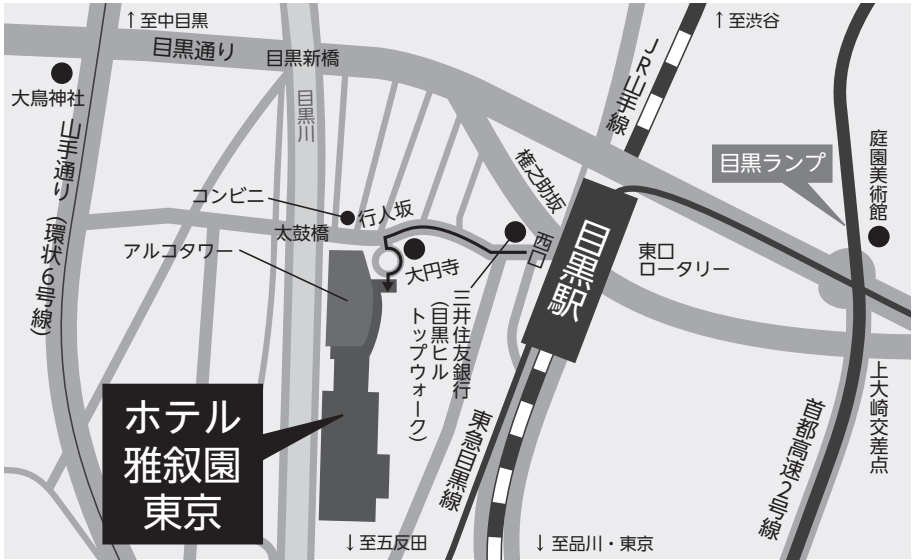 ↑至中目黒
↑至渋谷
目黒通り
目黒新橋
JR山手線
大鳥神社
目黒川
山手通り(環状6号線)
権之助坂
目黒ランプ
庭園美術館
コンビニ
行人坂
太鼓橋
西口
目黒駅
東口
ロータリー
アルコタワー
大円寺
三井住友銀行
(目黒ヒル
トップウォーク)
上大崎交差点
ホテル
雅叙園
東京
東急目黒線
首都高速2号線
↓至五反田
↓至品川・東京